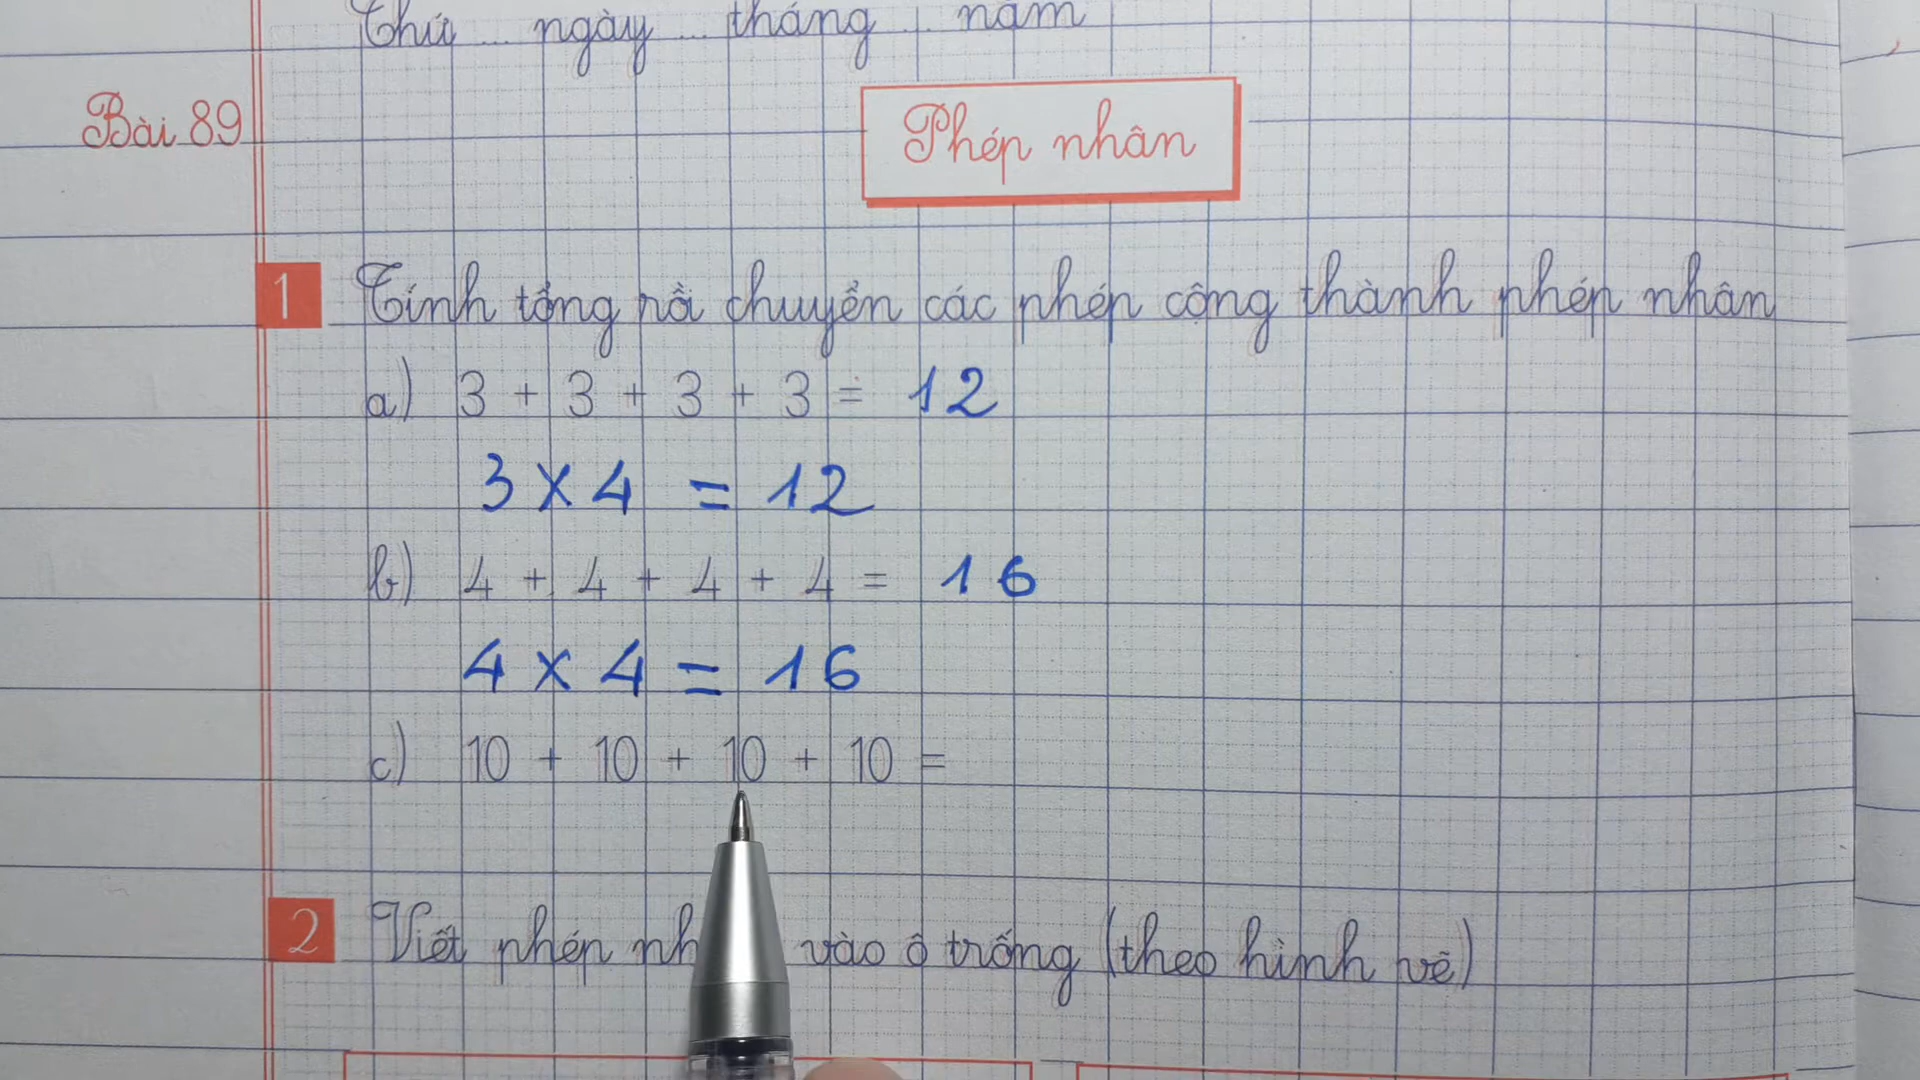 Thứ ... ngày ... tháng ... năm
Bài 89
Phép nhân
1 Tính tổng rồi chuyển các phép cộng thành phép nhân
a) 3 + 3 + 3 + 3 = 12
3 × 4 = 12
b) 4 + 4 + 4 + 4 = 16
4 × 4 = 16
c) 10 + 10 + 10 + 10 =
2 Viết phép vào ô trống (theo hình vẽ)